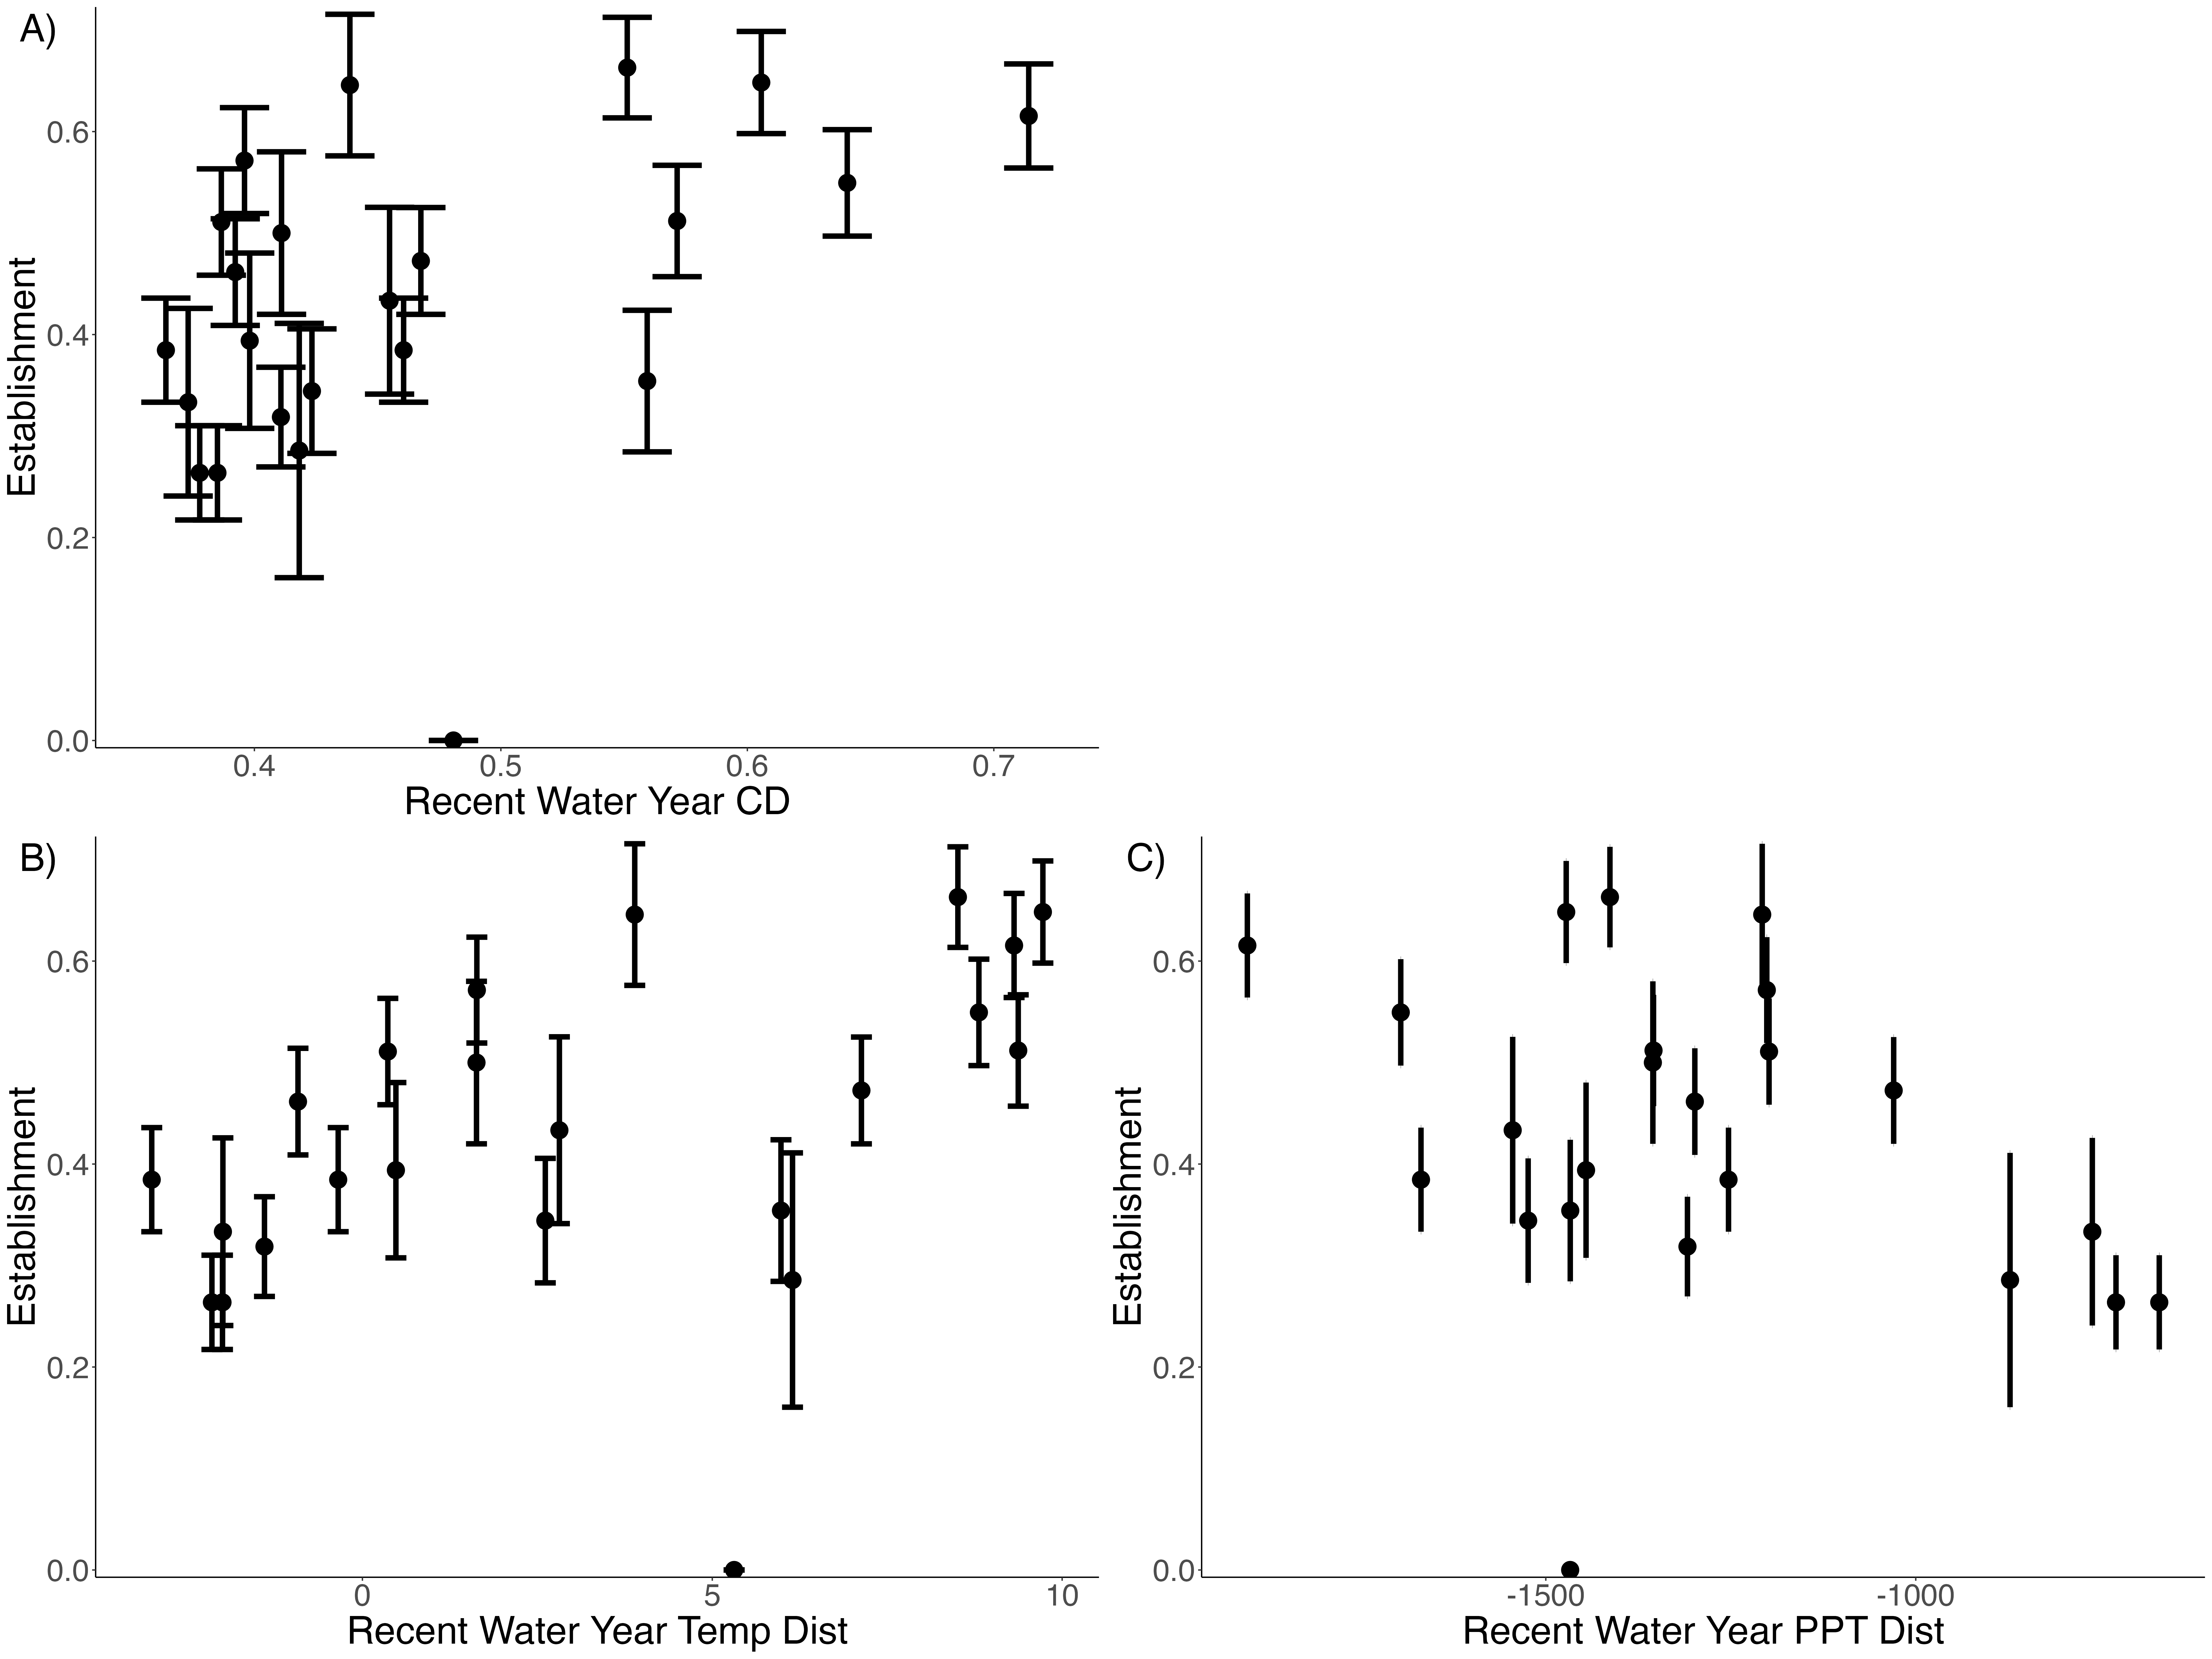 A)
Establishment
0.6
0.4
0.2
0.0
0.4 0.5 0.6 0.7
Recent Water Year CD
B)
Establishment
0.6
0.4
0.2
0.0
0 5 10
Recent Water Year Temp Dist
C)
Establishment
0.6
0.4
0.2
0.0
-1500 -1000
Recent Water Year PPT Dist